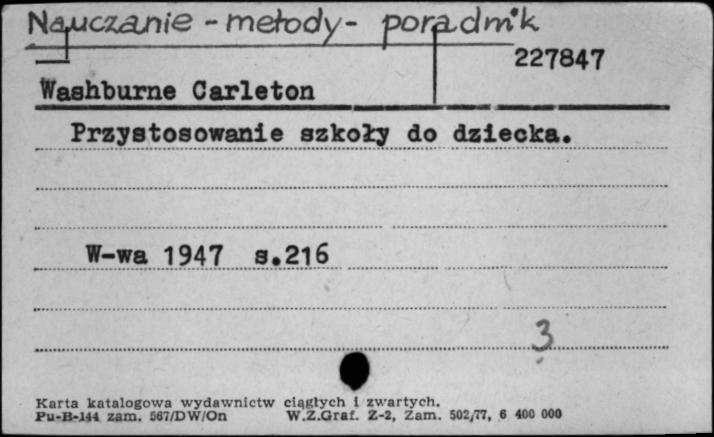 Nauczanie - metody - poradnik
227847
Washburne Carleton
Przystosowanie szkoły do dziecka.
W-wa 1947 s.216
3
Karta katalogowa wydawnictw ciągłych i zwartych.
Pu-B-144 zam. 567/DW/On W.Z.Graf. Z-2, Zam. 502/77, 6 400 000